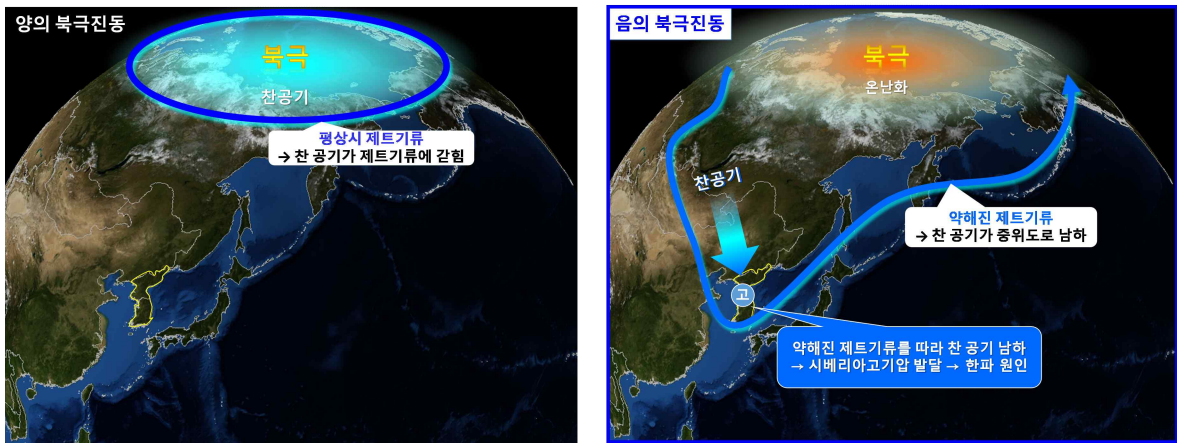 양의 북극진동
북극
찬공기
평상시 제트기류
→ 찬 공기가 제트기류에 갇힘
음의 북극진동
북극
온난화
찬공기
약해진 제트기류
→ 찬 공기가 중위도로 남하
고
약해진 제트기류를 따라 찬 공기 남하
→ 시베리아고기압 발달 → 한파 원인